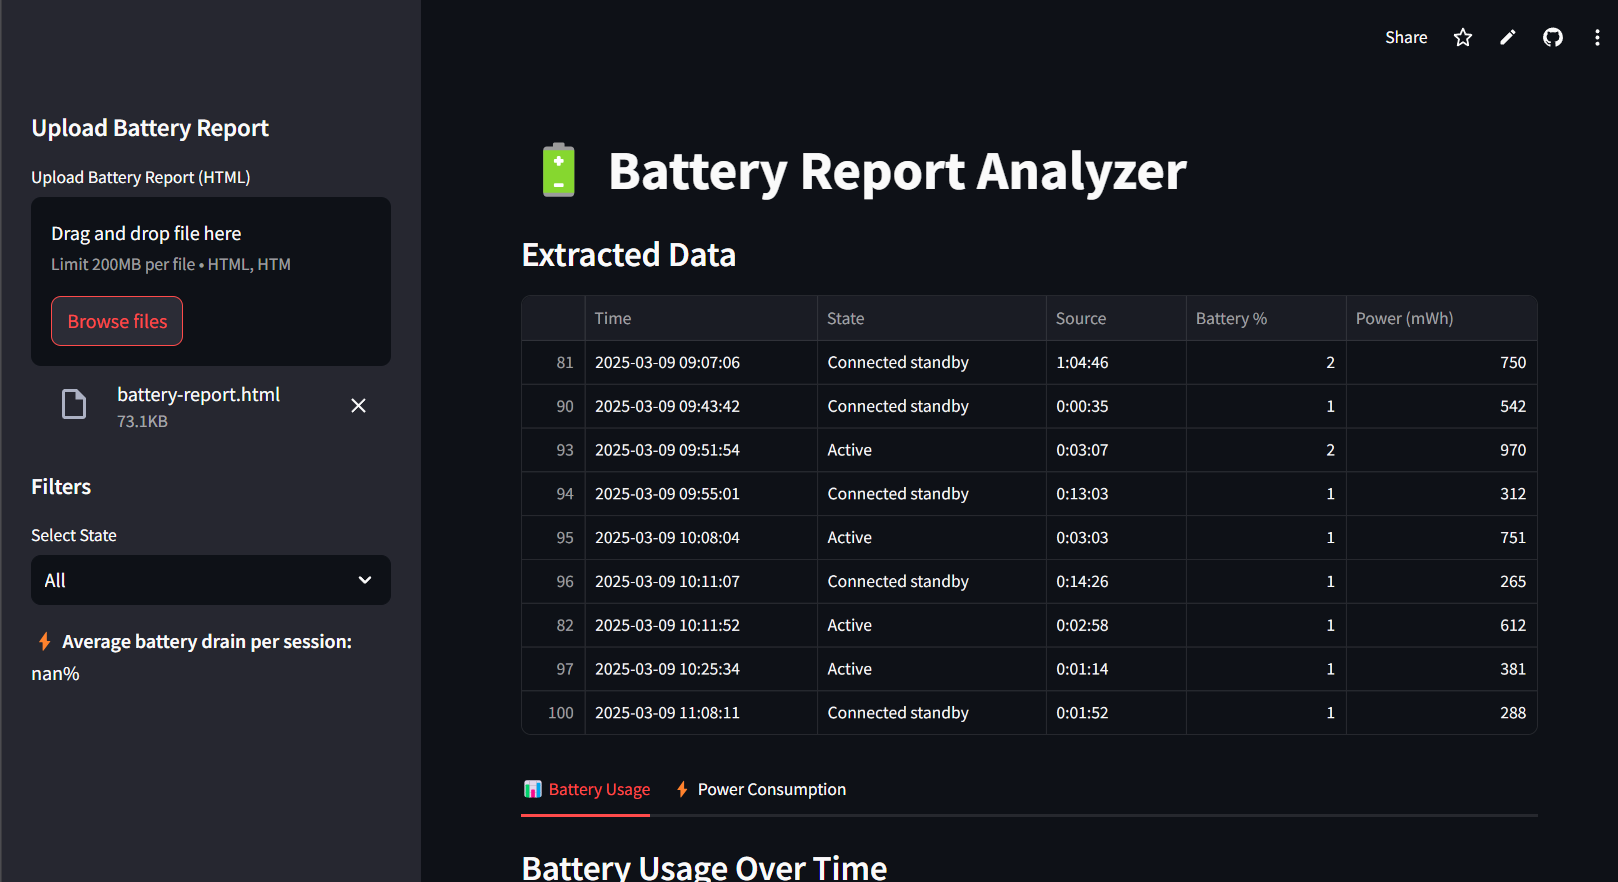 Share
Upload Battery Report
Upload Battery Report (HTML)
Drag and drop file here
Limit 200MB per file • HTML, HTM
Browse files
battery-report.html
73.1KB
Filters
Select State
All
Average battery drain per session:
nan%
Battery Report Analyzer
Extracted Data
Time State Source Battery % Power (mWh)
81 2025-03-09 09:07:06 Connected standby 1:04:46 2 750
90 2025-03-09 09:43:42 Connected standby 0:00:35 1 542
93 2025-03-09 09:51:54 Active 0:03:07 2 970
94 2025-03-09 09:55:01 Connected standby 0:13:03 1 312
95 2025-03-09 10:08:04 Active 0:03:03 1 751
96 2025-03-09 10:11:07 Connected standby 0:14:26 1 265
82 2025-03-09 10:11:52 Active 0:02:58 1 612
97 2025-03-09 10:25:34 Active 0:01:14 1 381
100 2025-03-09 11:08:11 Connected standby 0:01:52 1 288
Battery Usage Power Consumption
Battery Usage Over Time